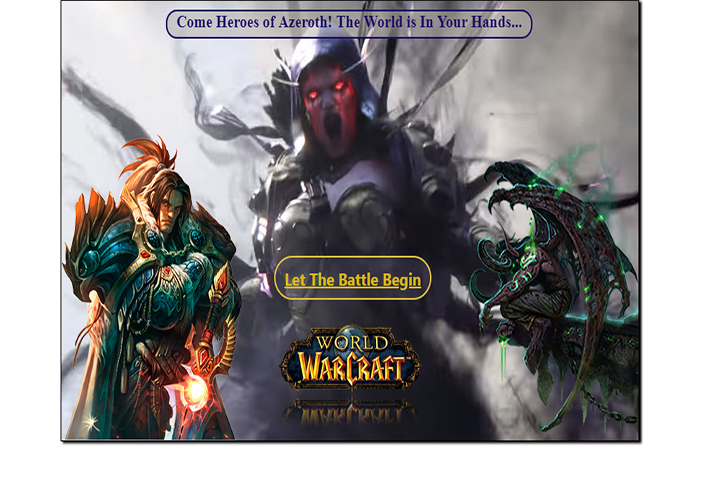 Come Heroes of Azeroth! The World is In Your Hands...
Let The Battle Begin
WORLD
WARCRAFT